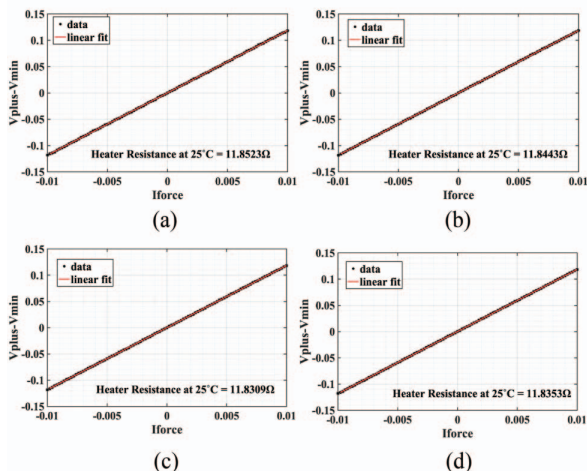 0.15
0.1
0.05
0
-0.05
-0.1
-0.15
Vplus-Vmin
data
linear fit
Heater Resistance at 25°C = 11.8523Ω
-0.01 -0.005 0 0.005 0.01
Iforce
(a)
0.15
0.1
0.05
0
-0.05
-0.1
-0.15
Vplus-Vmin
data
linear fit
Heater Resistance at 25°C = 11.8443Ω
-0.01 -0.005 0 0.005 0.01
Iforce
(b)
0.15
0.1
0.05
0
-0.05
-0.1
-0.15
Vplus-Vmin
data
linear fit
Heater Resistance at 25°C = 11.8309Ω
-0.01 -0.005 0 0.005 0.01
Iforce
(c)
0.15
0.1
0.05
0
-0.05
-0.1
-0.15
Vplus-Vmin
data
linear fit
Heater Resistance at 25°C = 11.8353Ω
-0.01 -0.005 0 0.005 0.01
Iforce
(d)